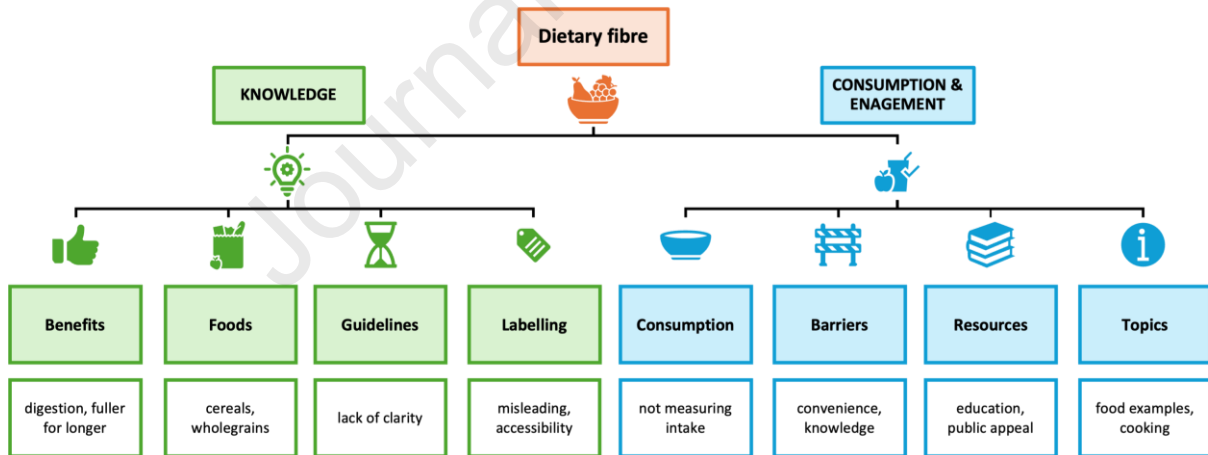 Journal
Dietary fibre
KNOWLEDGE
CONSUMPTION &
ENAGEMENT
Benefits
Foods
Guidelines
Labelling
Consumption
Barriers
Resources
Topics
digestion, fuller
for longer
cereals,
wholegrains
lack of clarity
misleading,
accessibility
not measuring
intake
convenience,
knowledge
education,
public appeal
food examples,
cooking